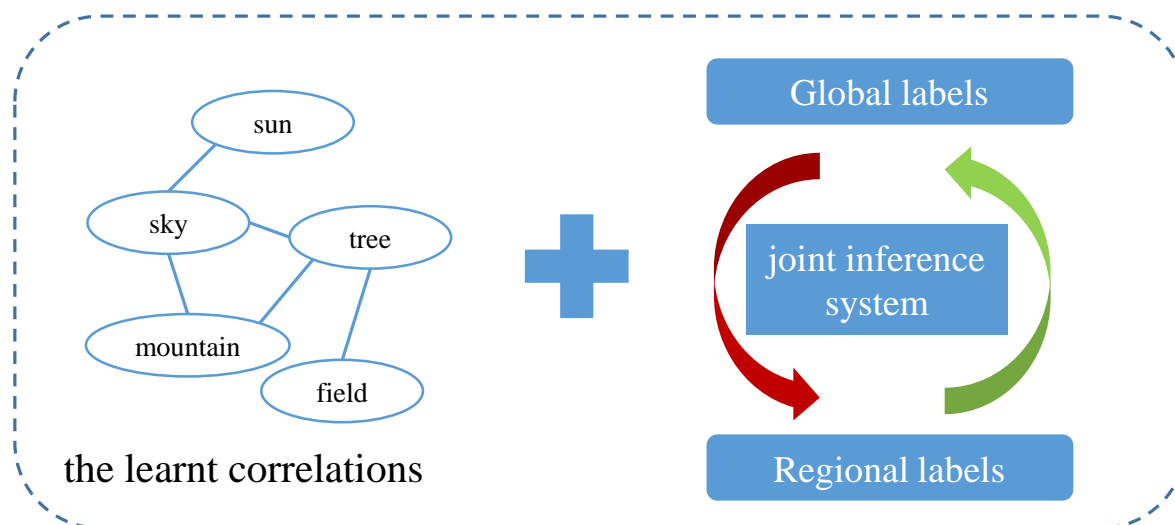 sun
sky
tree
mountain
field
the learnt correlations
Global labels
joint inference
system
Regional labels